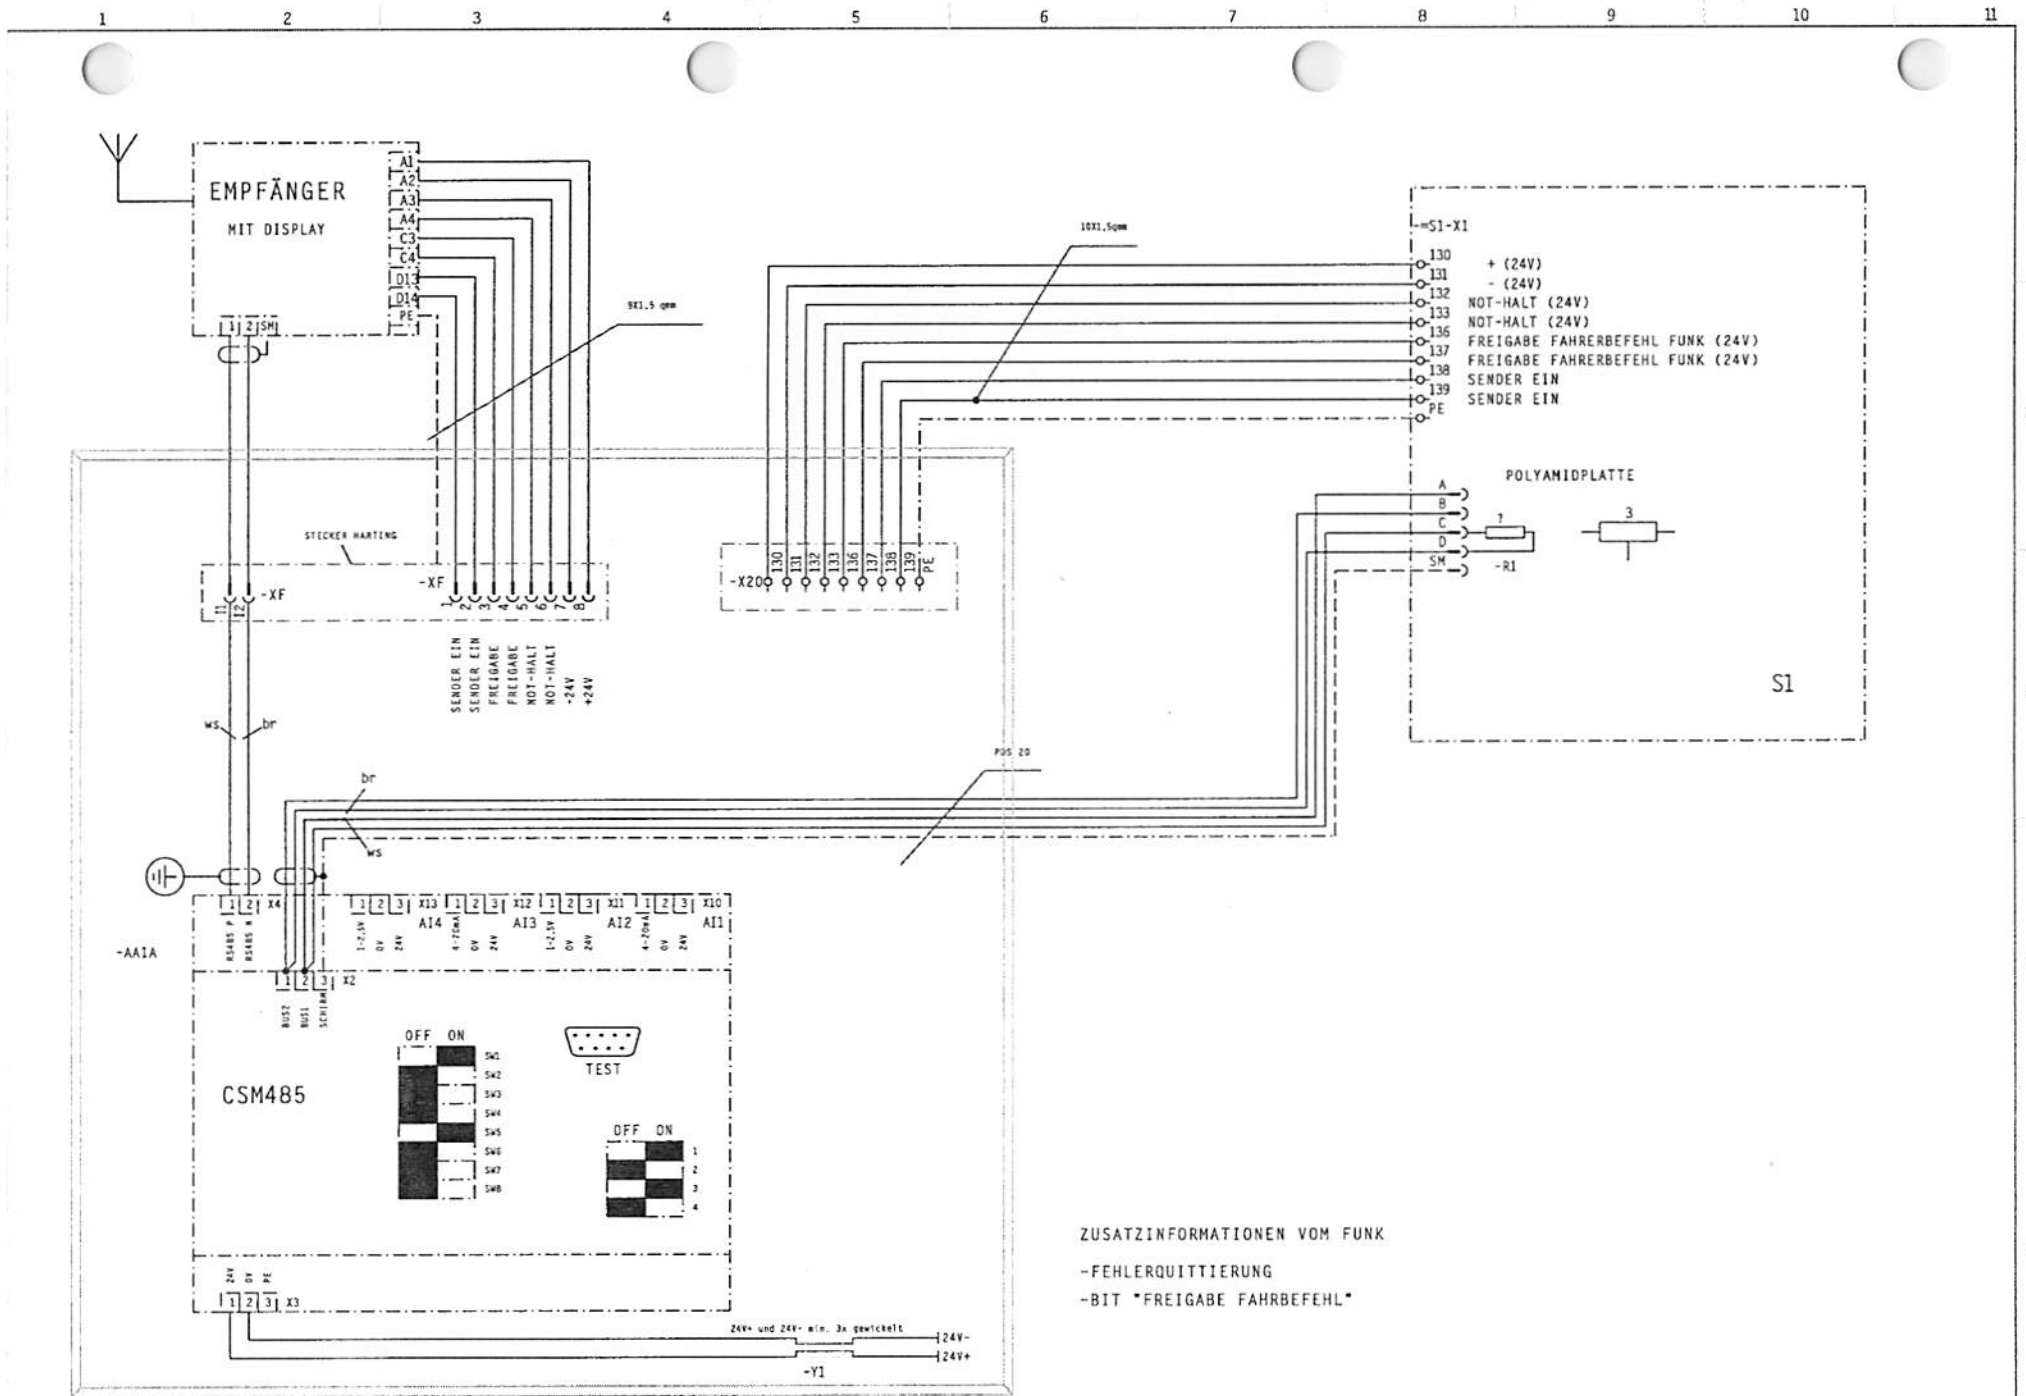 1 2 3 4 5 6 7 8 9 10 11
EMPFÄNGER
MIT DISPLAY
A1
A2
A3
A4
C3
C4
D13
D14
PE
1 2 SM
9X1,5 qmm
10X1,5qmm
-=S1-X1
130 + (24V)
131 - (24V)
132 NOT-HALT (24V)
133 NOT-HALT (24V)
136 FREIGABE FAHRERBEFEHL FUNK (24V)
137 FREIGABE FAHRERBEFEHL FUNK (24V)
138 SENDER EIN
139 SENDER EIN
PE
POLYAMIDPLATTE
A
B
C
D
SM
?
-R1
3
S1
STECKER HARTING
-XF
11 12
-XF
1 2 3 4 5 6 7 8
SENDER EIN
SENDER EIN
FREIGABE
FREIGABE
NOT-HALT
NOT-HALT
-24V
+24V
-X20
130 131 132 133 136 137 138 139 PE
ws br
br
ws
POS 20
-AA1A
1 2 X4
RS485 P
RS485 N
1 2 3 X13
AI4
1-2,5V
0V
24V
1 2 3 X12
AI3
4-20mA
0V
24V
1 2 3 X11
AI2
1-2,5V
0V
24V
1 2 3 X10
AI1
4-20mA
0V
24V
1 2 3 X2
BUS2
BUS1
SCHIRM
CSM485
OFF ON
SW1
SW2
SW3
SW4
SW5
SW6
SW7
SW8
TEST
OFF ON
1
2
3
4
24V
0V
PE
1 2 3 X3
24V+ und 24V- min. 3x gewickelt
24V-
24V+
-Y1
ZUSATZINFORMATIONEN VOM FUNK
-FEHLERQUITTIERUNG
-BIT "FREIGABE FAHRBEFEHL"